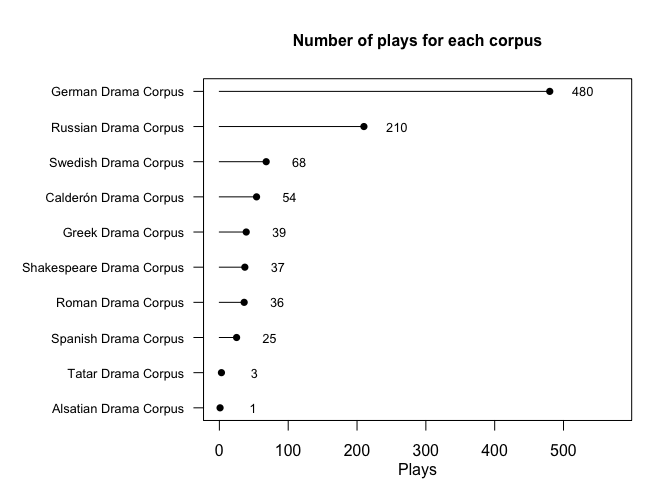 Number of plays for each corpus
German Drama Corpus 480
Russian Drama Corpus 210
Swedish Drama Corpus 68
Calderón Drama Corpus 54
Greek Drama Corpus 39
Shakespeare Drama Corpus 37
Roman Drama Corpus 36
Spanish Drama Corpus 25
Tatar Drama Corpus 3
Alsatian Drama Corpus 1
0 100 200 300 400 500
Plays